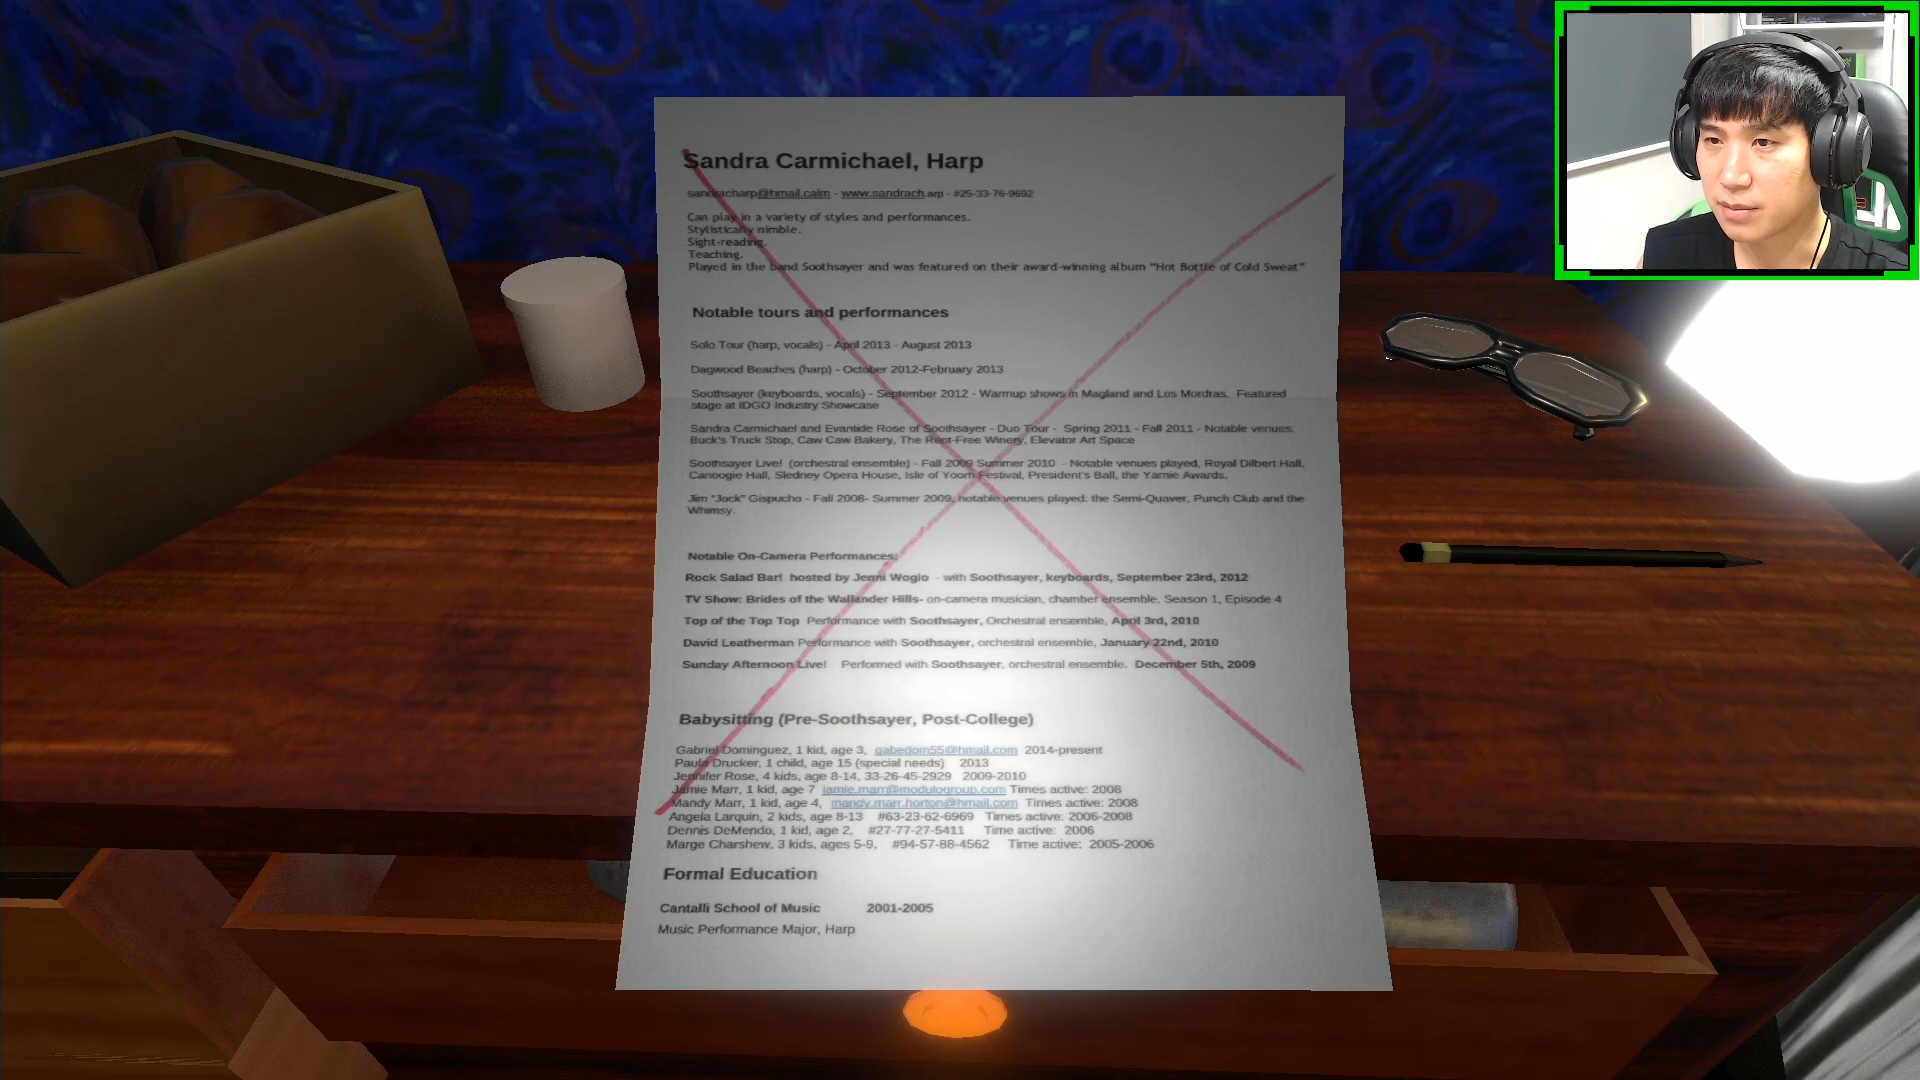 Sandra Carmichael, Harp
sandracharp@hmail.calm - www.sandrach.arp - #25-33-76-9692
Can play in a variety of styles and performances.
Stylistically nimble.
Sight-reading.
Teaching.
Played in the band Soothsayer and was featured on their award-winning album "Hot Bottle of Cold Sweat"
Notable tours and performances
Solo Tour (harp, vocals) - April 2013 - August 2013
Dagwood Beaches (harp) - October 2012-February 2013
Soothsayer (keyboards, vocals) - September 2012 - Warmup shows in Magland and Los Mordras. Featured
stage at IDGO Industry Showcase
Sandra Carmichael and Evantide Rose of Soothsayer - Duo Tour - Spring 2011 - Fall 2011 - Notable venues:
Buck's Truck Stop, Caw Caw Bakery, The Rent-Free Winery, Elevator Art Space
Soothsayer Live! (orchestral ensemble) - Fall 2009 Summer 2010 - Notable venues played, Royal Dilbert Hall,
Canoogie Hall, Sledney Opera House, Isle of Yoom Festival, President's Ball, the Yamie Awards.
Jim "Jock" Gispucho - Fall 2008- Summer 2009, notable venues played: the Semi-Quaver, Punch Club and the
Whimsy.
Notable On-Camera Performances:
Rock Salad Bar! hosted by Jenni Wogio - with Soothsayer, keyboards, September 23rd, 2012
TV Show: Brides of the Wailander Hills- on-camera musician, chamber ensemble, Season 1, Episode 4
Top of the Top Top Performance with Soothsayer, Orchestral ensemble, April 3rd, 2010
David Leatherman Performance with Soothsayer, orchestral ensemble, January 22nd, 2010
Sunday Afternoon Live! Performed with Soothsayer, orchestral ensemble. December 5th, 2009
Babysitting (Pre-Soothsayer, Post-College)
Gabriel Dominguez, 1 kid, age 3, gabedom55@hmail.com 2014-present
Paula Drucker, 1 child, age 15 (special needs) 2013
Jennifer Rose, 4 kids, age 8-14, 33-26-45-2929 2009-2010
Jamie Marr, 1 kid, age 7 jamie.marr@modulogroup.com Times active: 2008
Mandy Marr, 1 kid, age 4, mandy.marr.horton@hmail.com Times active: 2008
Angela Larquin, 2 kids, age 8-13 #63-23-62-6969 Times active: 2006-2008
Dennis DeMendo, 1 kid, age 2, #27-77-27-5411 Time active: 2006
Marge Charshew, 3 kids, ages 5-9, #94-57-88-4562 Time active: 2005-2006
Formal Education
Cantalli School of Music 2001-2005
Music Performance Major, Harp